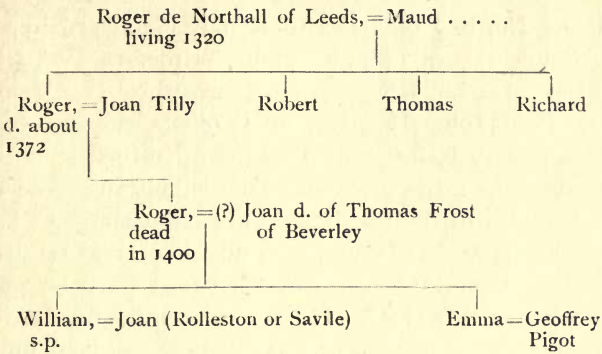 Roger de Northall of Leeds,=Maud . . . . .
living 1320
Roger,=Joan Tilly Robert Thomas Richard
d. about
1372
Roger,=(?) Joan d. of Thomas Frost
dead of Beverley
in 1400
William,=Joan (Rolleston or Savile) Emma=Geoffrey
s.p. Pigot